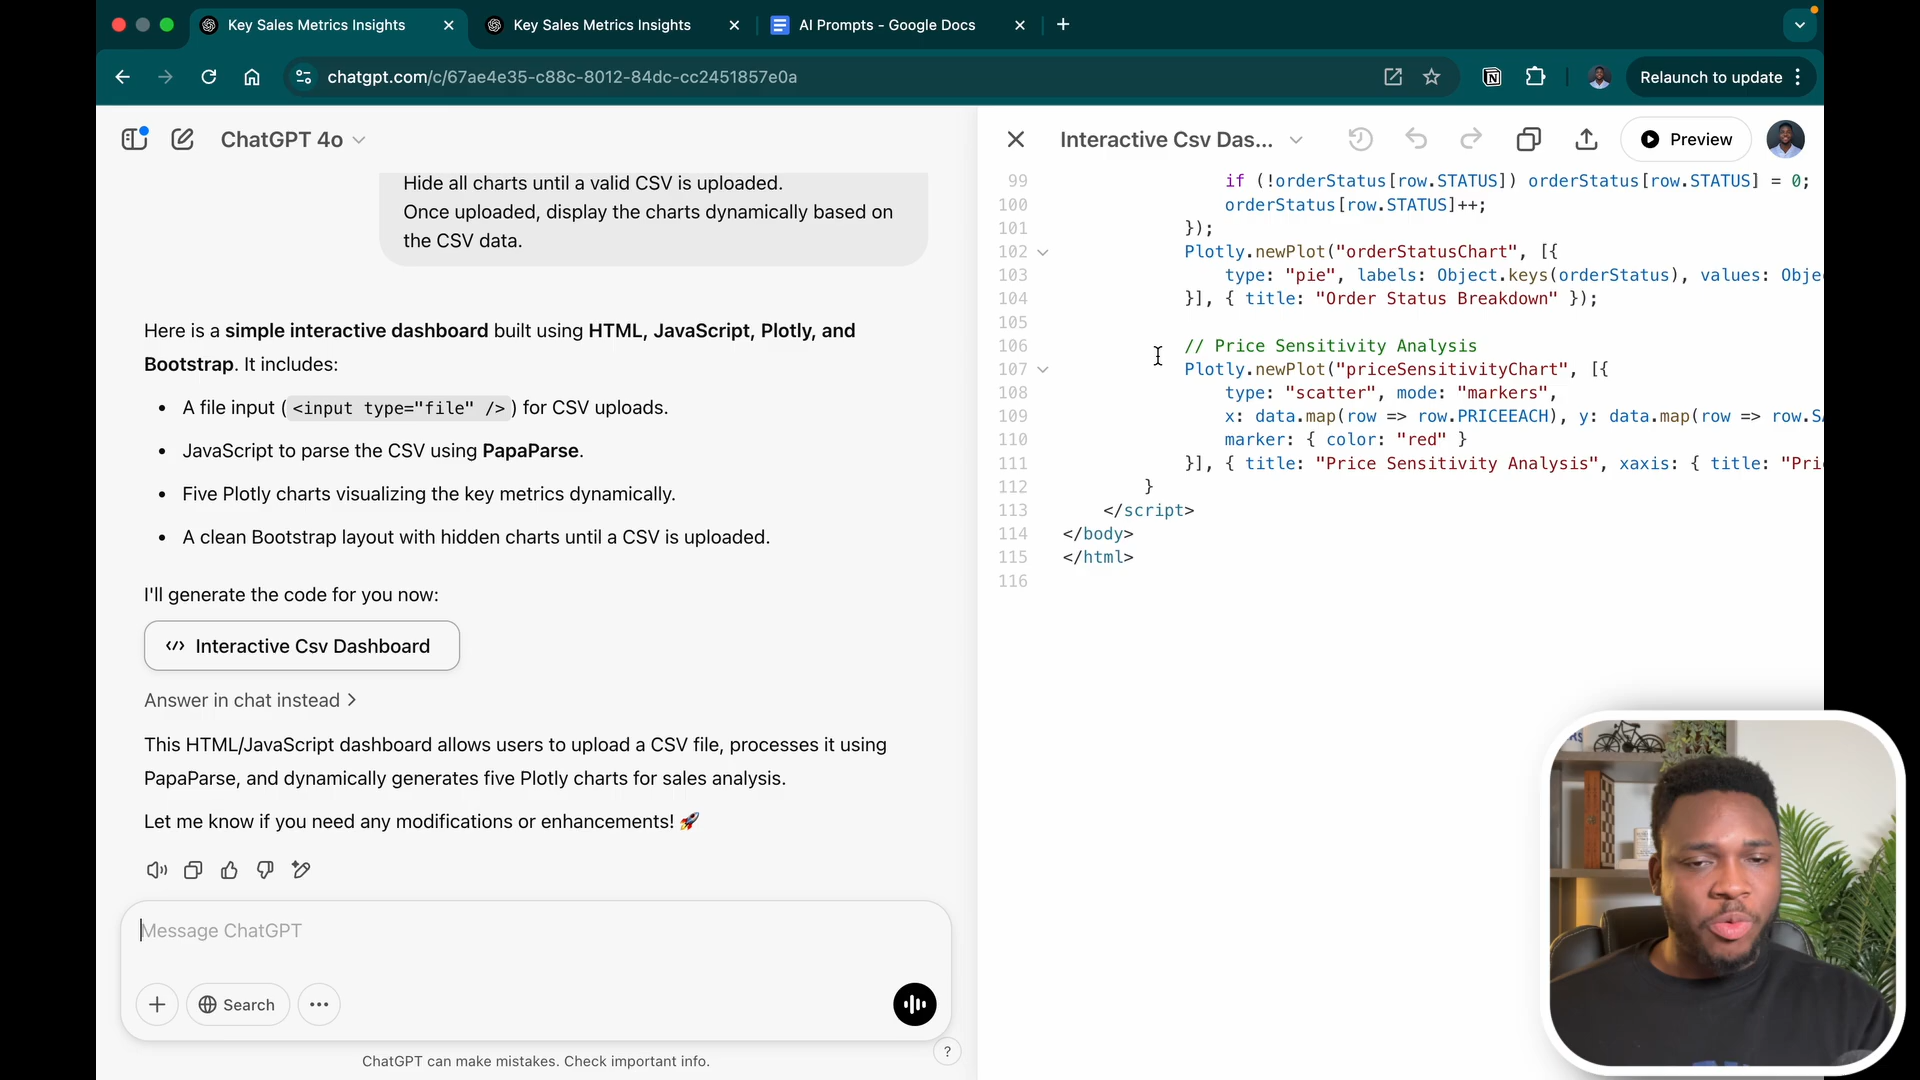 Key Sales Metrics Insights
Key Sales Metrics Insights
AI Prompts - Google Docs
chatgpt.com/c/67ae4e35-c88c-8012-84dc-cc2451857e0a
Relaunch to update
ChatGPT 4o
Hide all charts until a valid CSV is uploaded.
Once uploaded, display the charts dynamically based on
the CSV data.
Here is a simple interactive dashboard built using HTML, JavaScript, Plotly, and
Bootstrap. It includes:
• A file input ( <input type="file" /> ) for CSV uploads.
• JavaScript to parse the CSV using PapaParse.
• Five Plotly charts visualizing the key metrics dynamically.
• A clean Bootstrap layout with hidden charts until a CSV is uploaded.
I'll generate the code for you now:
Interactive Csv Dashboard
Answer in chat instead >
This HTML/JavaScript dashboard allows users to upload a CSV file, processes it using
PapaParse, and dynamically generates five Plotly charts for sales analysis.
Let me know if you need any modifications or enhancements! 🚀
Message ChatGPT
Search
ChatGPT can make mistakes. Check important info.
?
Interactive Csv Das...
Preview
99 if (!orderStatus[row.STATUS]) orderStatus[row.STATUS] = 0;
100 orderStatus[row.STATUS]++;
101 });
102 Plotly.newPlot("orderStatusChart", [{
103 type: "pie", labels: Object.keys(orderStatus), values: Obje
104 }], { title: "Order Status Breakdown" });
105
106 // Price Sensitivity Analysis
107 Plotly.newPlot("priceSensitivityChart", [{
108 type: "scatter", mode: "markers",
109 x: data.map(row => row.PRICEEACH), y: data.map(row => row.SA
110 marker: { color: "red" }
111 }], { title: "Price Sensitivity Analysis", xaxis: { title: "Pri
112 }
113 </script>
114 </body>
115 </html>
116